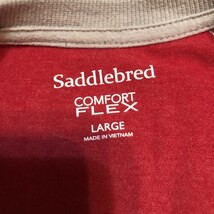 Saddlebred
COMFORT
FLEX
LARGE
MADE IN VIETNAM